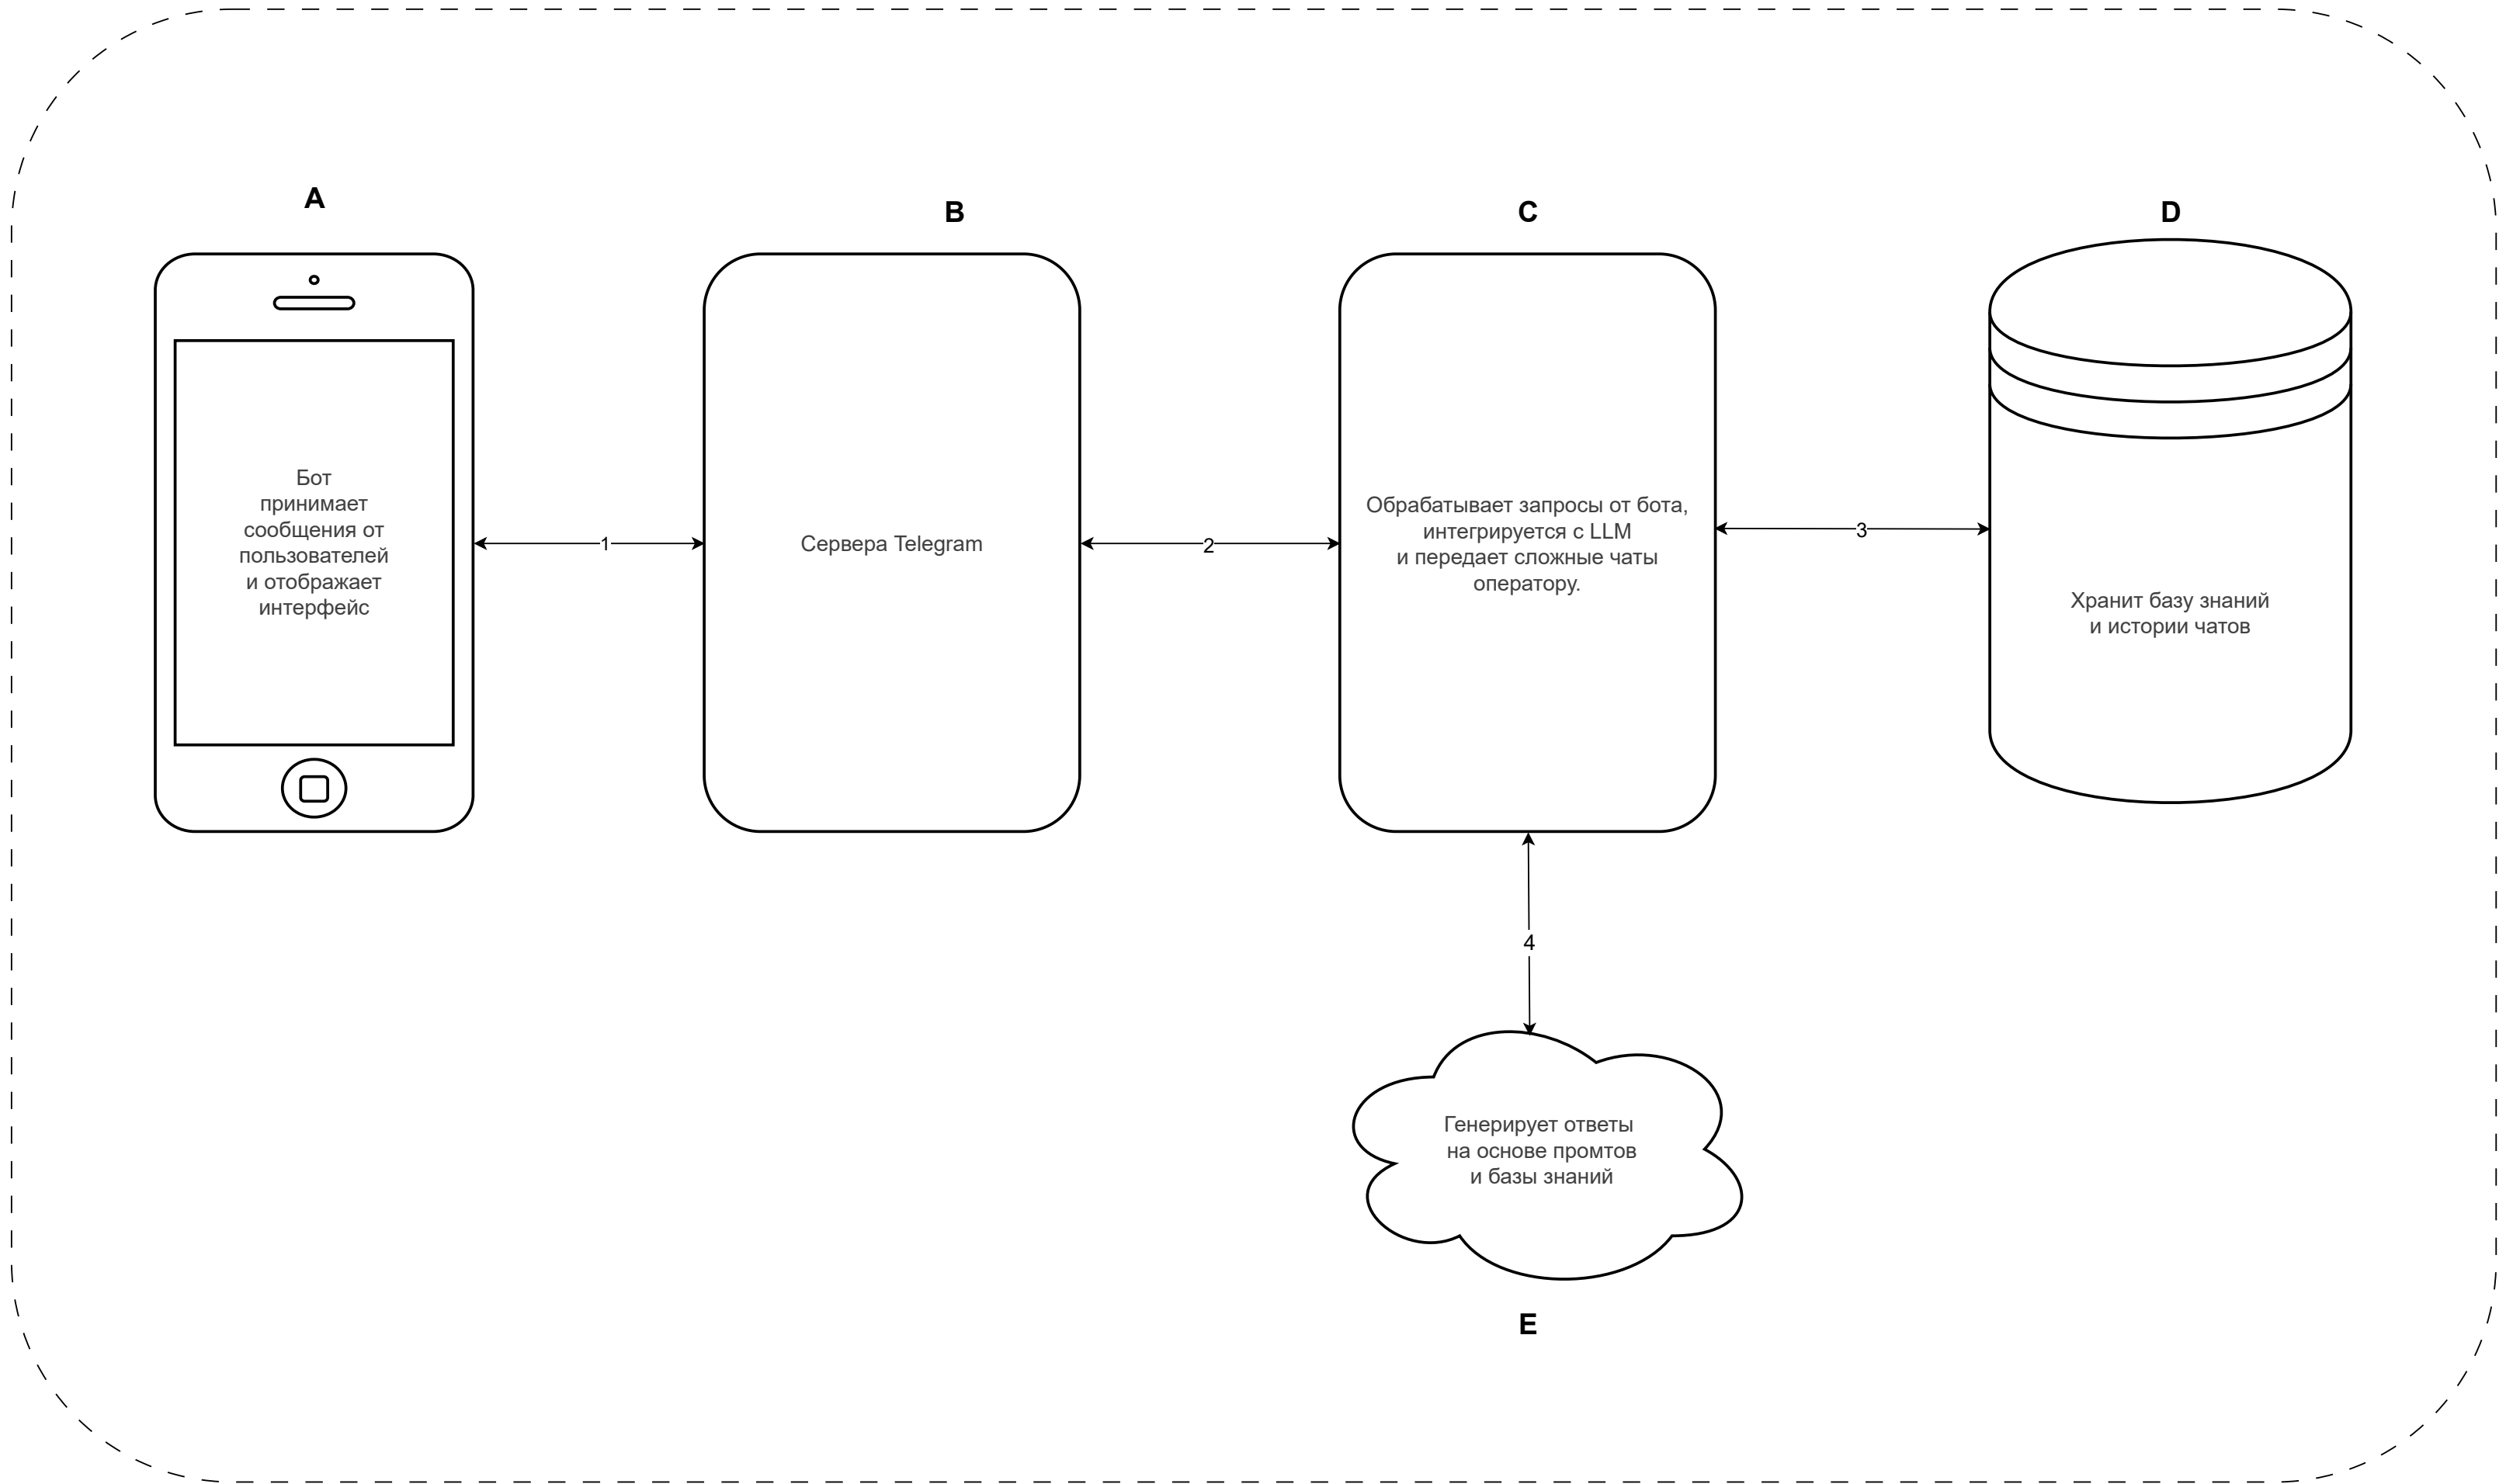 A
B
C
D
Бот
принимает
сообщения от
пользователей
и отображает
интерфейс
1
Сервера Telegram
2
Обрабатывает запросы от бота,
интегрируется с LLM
и передает сложные чаты
оператору.
3
Хранит базу знаний
и истории чатов
4
Генерирует ответы
на основе промтов
и базы знаний
E